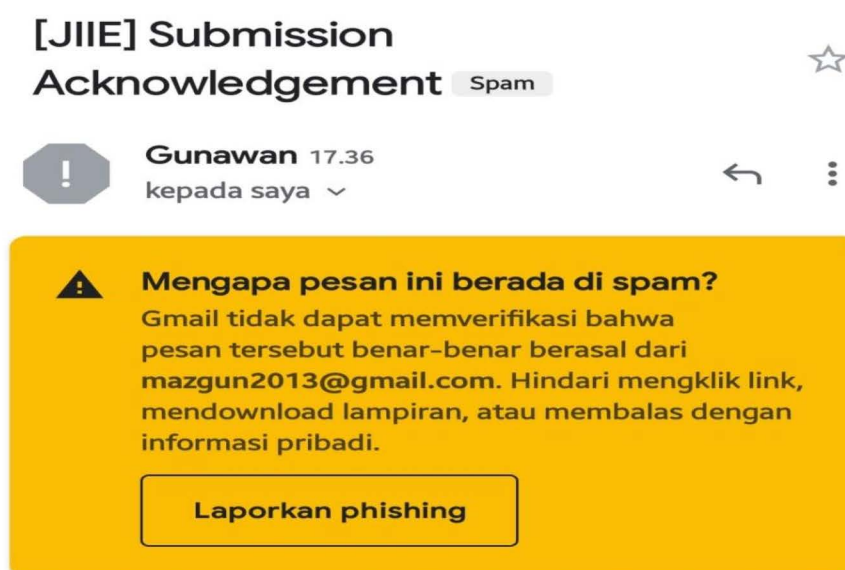 [JIIE] Submission
Acknowledgement Spam
Gunawan 17.36
kepada saya
Mengapa pesan ini berada di spam?
Gmail tidak dapat memverifikasi bahwa
pesan tersebut benar-benar berasal dari
mazgun2013@gmail.com. Hindari mengklik link,
mendownload lampiran, atau membalas dengan
informasi pribadi.
Laporkan phishing